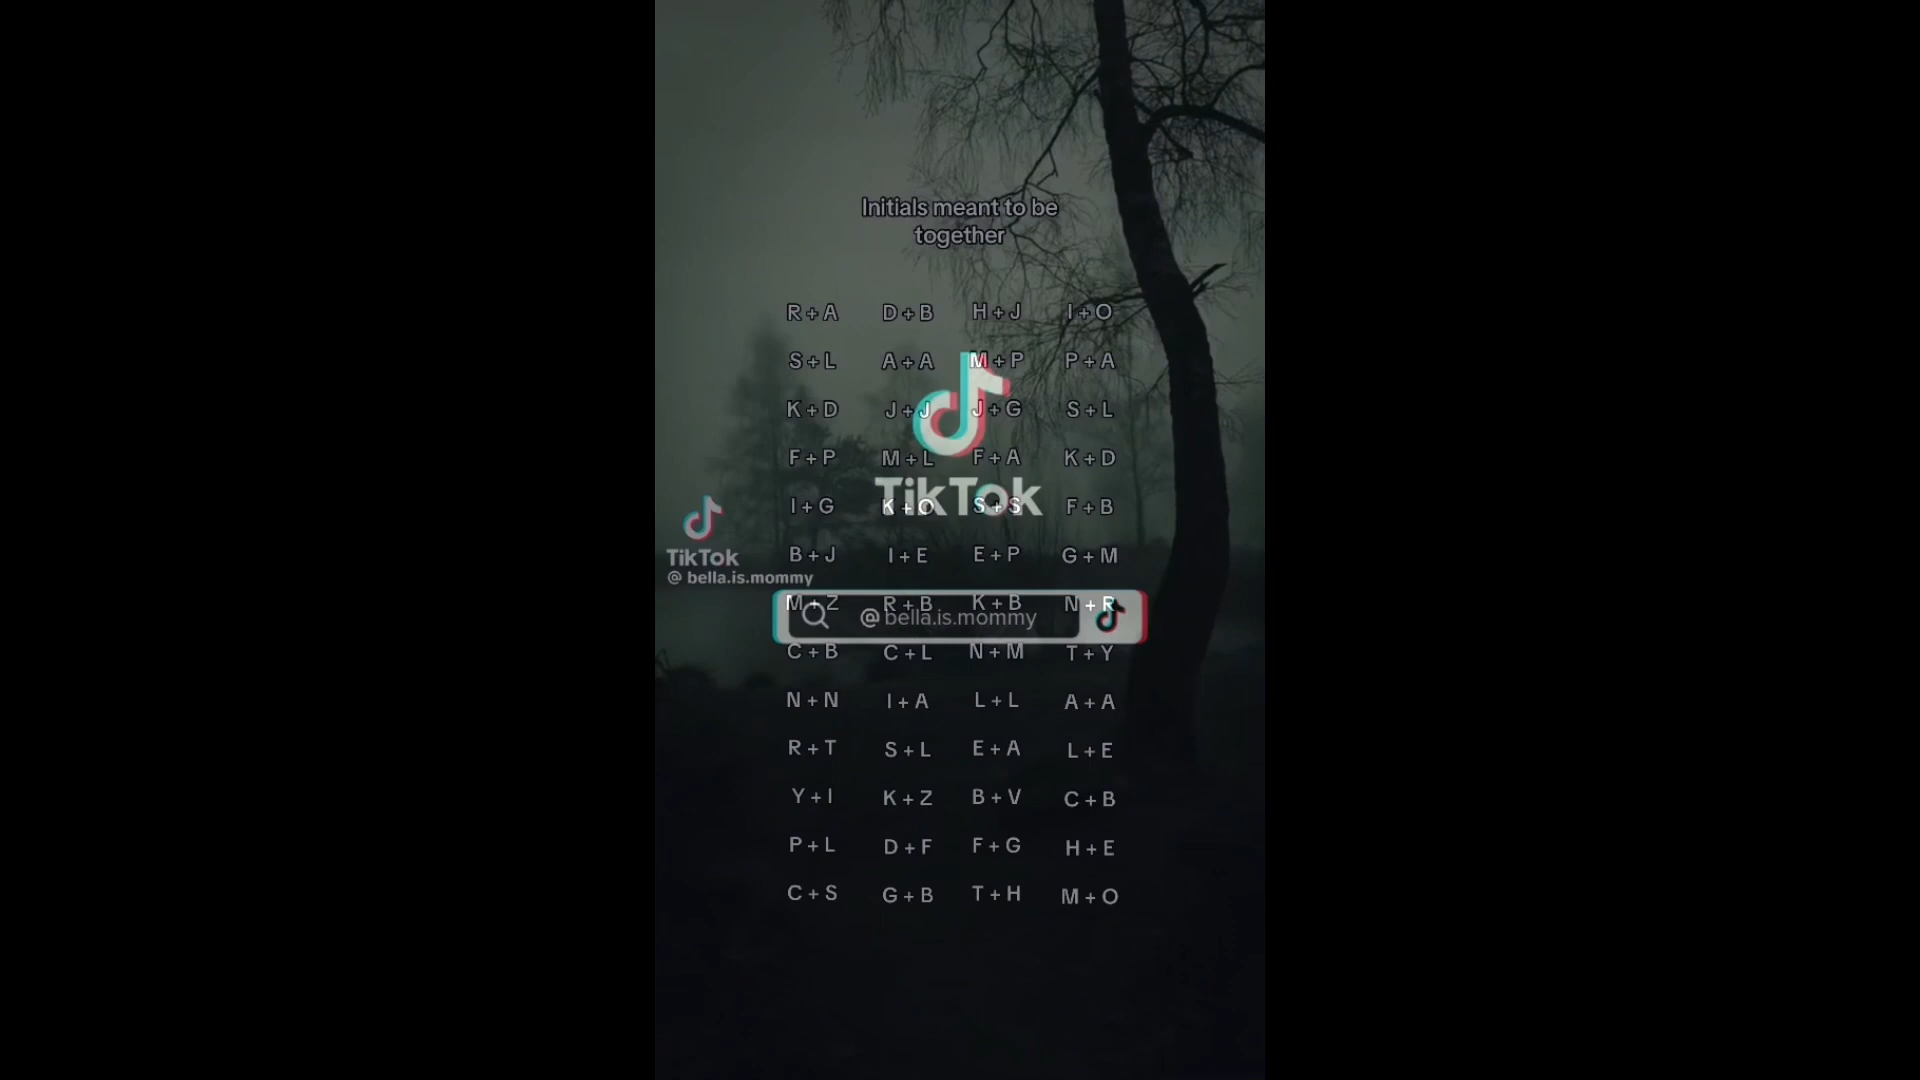 Initials meant to be
together
R + A D + B H + J I + O
S + L A + A M + P P + A
K + D J + J J + G S + L
F + P M + L F + A K + D
TikTok
I + G K + O S + S F + B
TikTok
B + J I + E E + P G + M
@ bella.is.mommy
M + Z R + B K + B N + R
@ bella.is.mommy
C + B C + L N + M T + Y
N + N I + A L + L A + A
R + T S + L E + A L + E
Y + I K + Z B + V C + B
P + L D + F F + G H + E
C + S G + B T + H M + O